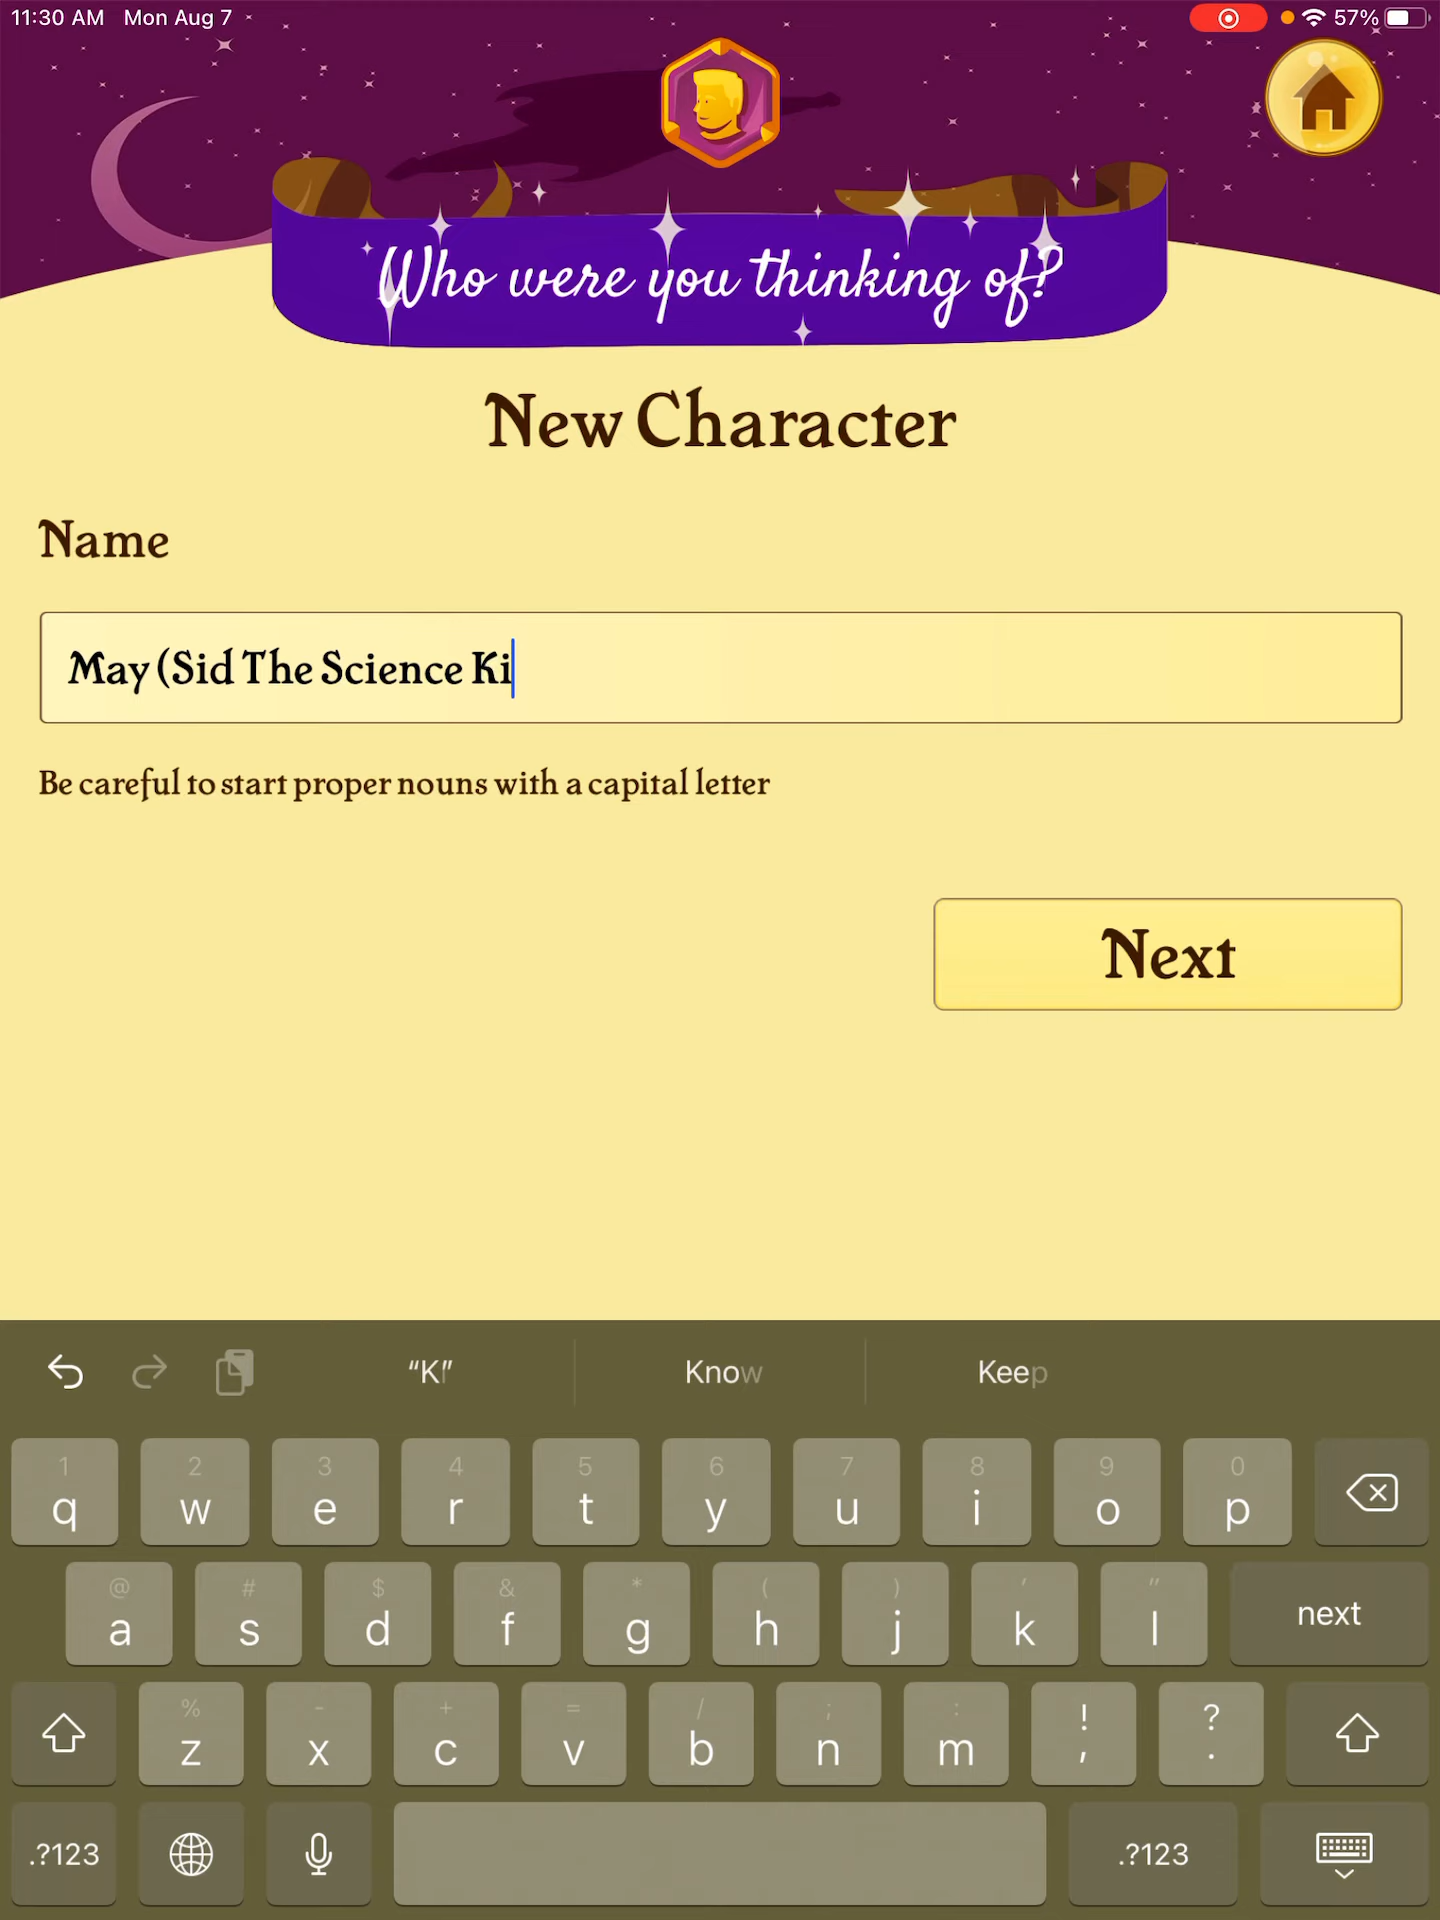 11:30 AM Mon Aug 7 57%
Who were you thinking of?
New Character
Name
May (Sid The Science Ki
Be careful to start proper nouns with a capital letter
Next
“K” Know Keep
1 2 3 4 5 6 7 8 9 0
q w e r t y u i o p
@ # $ & * ( ) ' "
a s d f g h j k l next
% - + = / ; : ! ?
z x c v b n m , .
.?123 .?123